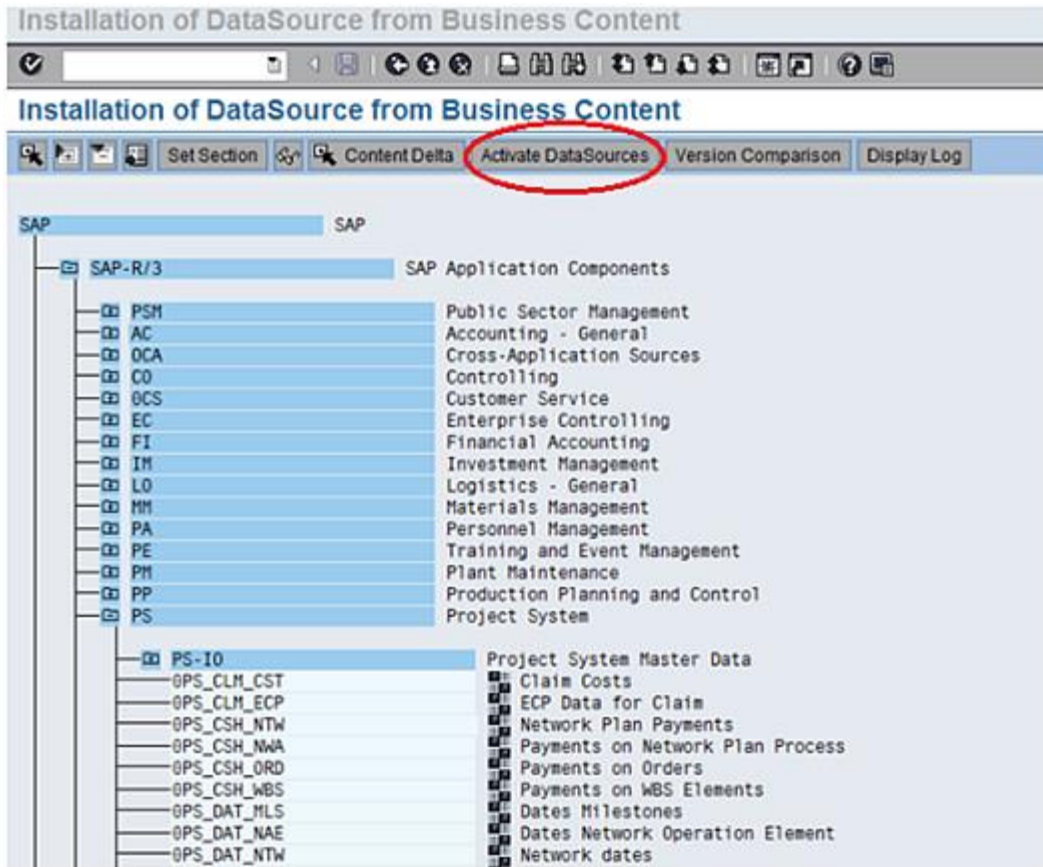 Installation of DataSource from Business Content
Installation of DataSource from Business Content
Set Section Content Delta Activate DataSources Version Comparison Display Log
SAP SAP
SAP-R/3 SAP Application Components
PSM Public Sector Management
AC Accounting - General
0CA Cross-Application Sources
CO Controlling
0CS Customer Service
EC Enterprise Controlling
FI Financial Accounting
IM Investment Management
LO Logistics - General
MM Materials Management
PA Personnel Management
PE Training and Event Management
PM Plant Maintenance
PP Production Planning and Control
PS Project System
PS-IO Project System Master Data
0PS_CLM_CST Claim Costs
0PS_CLM_ECP ECP Data for Claim
0PS_CSH_NTW Network Plan Payments
0PS_CSH_NWA Payments on Network Plan Process
0PS_CSH_ORD Payments on Orders
0PS_CSH_WBS Payments on WBS Elements
0PS_DAT_MLS Dates Milestones
0PS_DAT_NAE Dates Network Operation Element
0PS_DAT_NTW Network dates